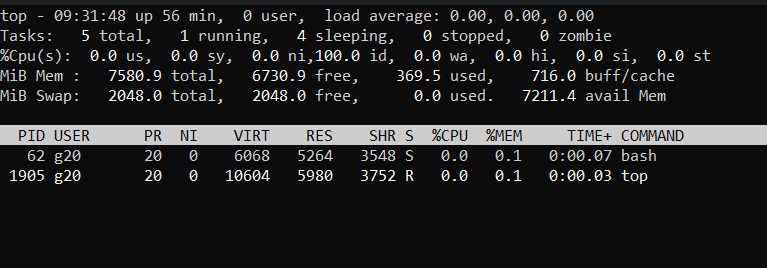 top - 09:31:48 up 56 min,  0 user,  load average: 0.00, 0.00, 0.00
Tasks:   5 total,   1 running,   4 sleeping,   0 stopped,   0 zombie
%Cpu(s):  0.0 us,  0.0 sy,  0.0 ni,100.0 id,  0.0 wa,  0.0 hi,  0.0 si,  0.0 st
MiB Mem :   7580.9 total,   6730.9 free,    369.5 used,    716.0 buff/cache
MiB Swap:   2048.0 total,   2048.0 free,      0.0 used.   7211.4 avail Mem
PID USER      PR  NI    VIRT    RES    SHR S  %CPU  %MEM     TIME+ COMMAND
62 g20       20   0    6068   5264   3548 S   0.0   0.1   0:00.07 bash
1905 g20       20   0   10604   5980   3752 R   0.0   0.1   0:00.03 top